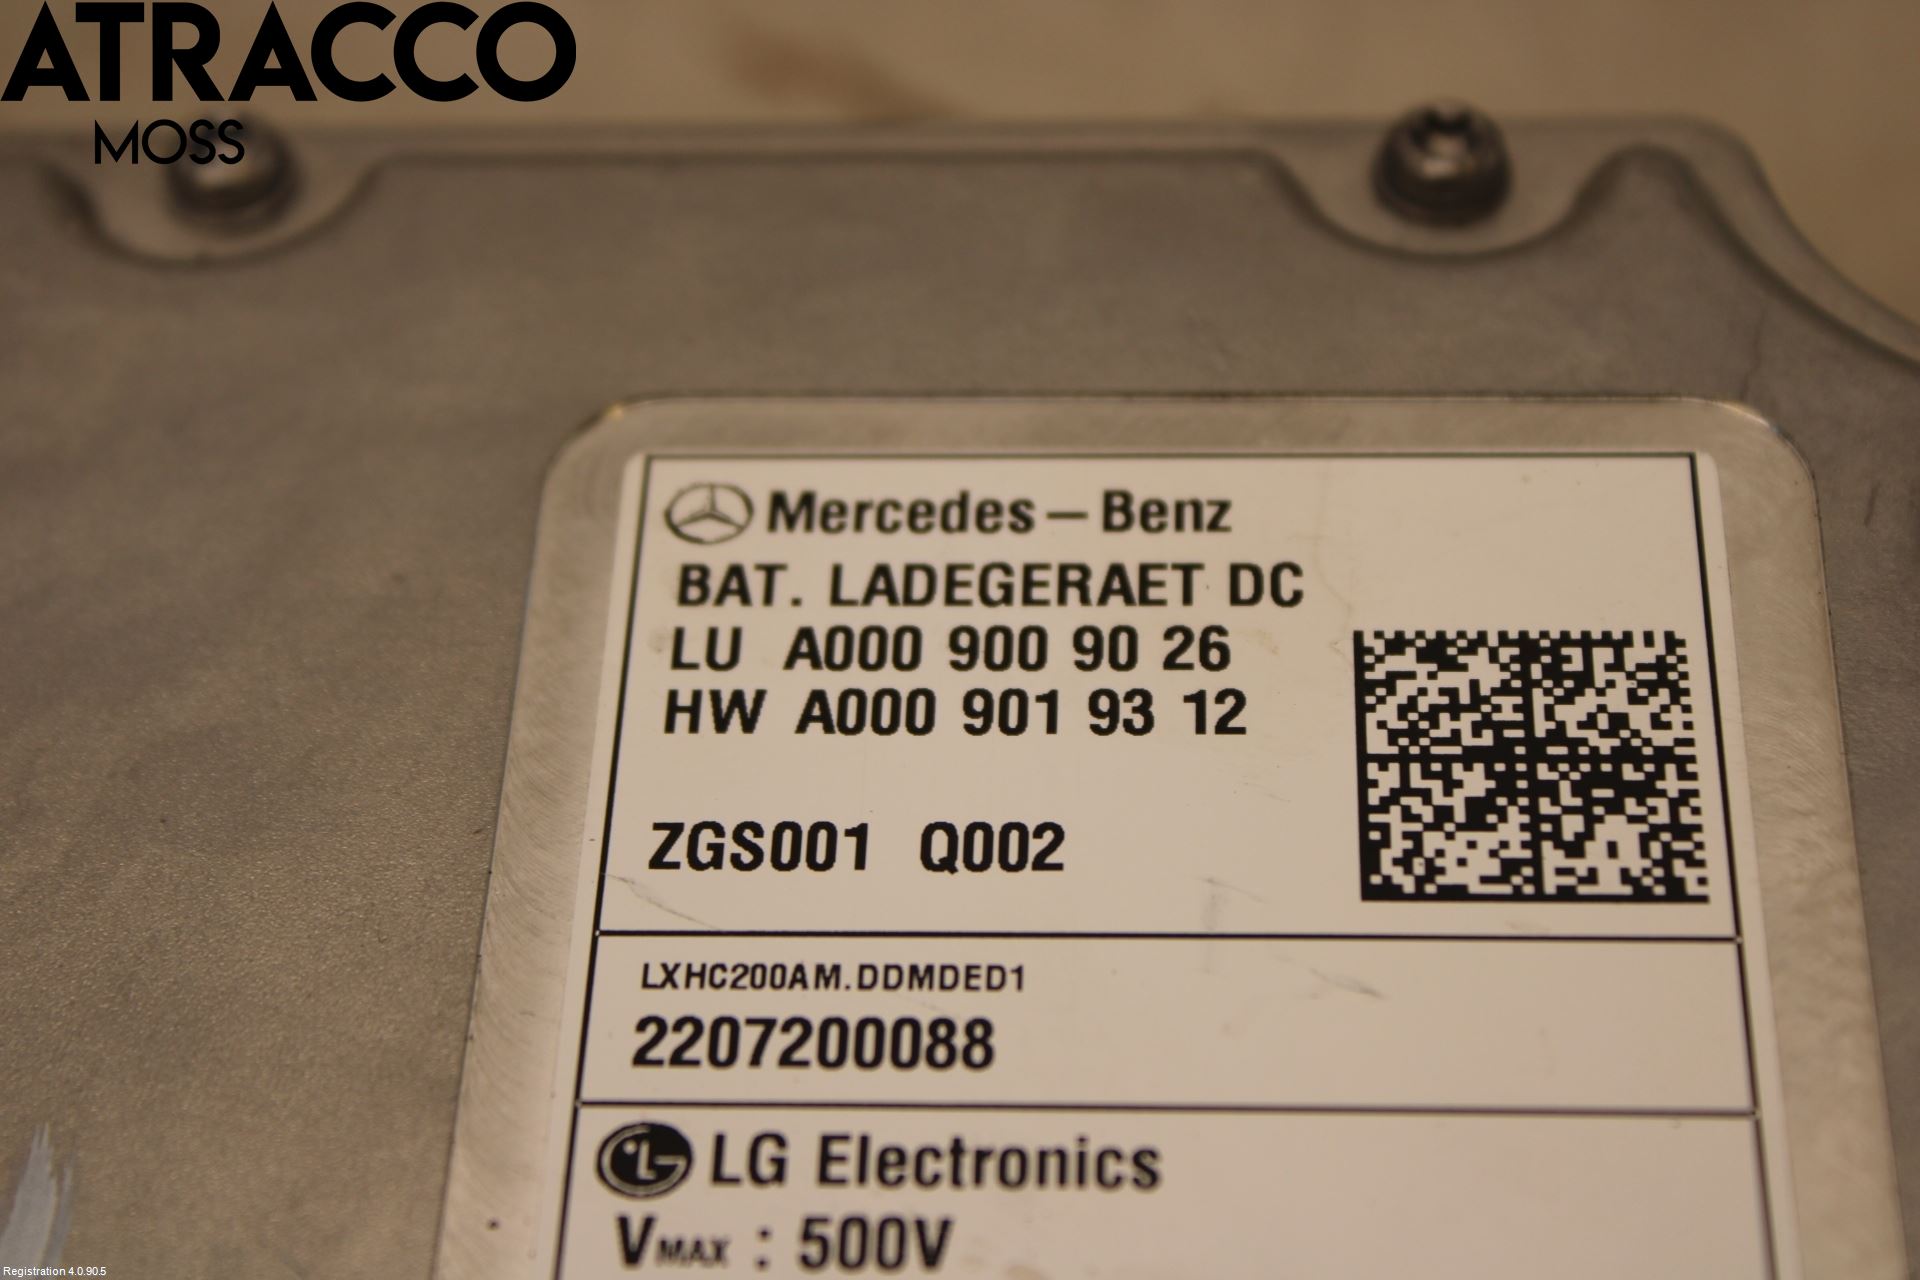 ATRACCO
MOSS
Mercedes-Benz
BAT. LADEGERAET DC
LU A000 900 90 26
HW A000 901 93 12
ZGS001 Q002
LXHC200AM.DDMDED1
2207200088
LG LG Electronics
VMAX : 500V
Registration 4.0.90.5